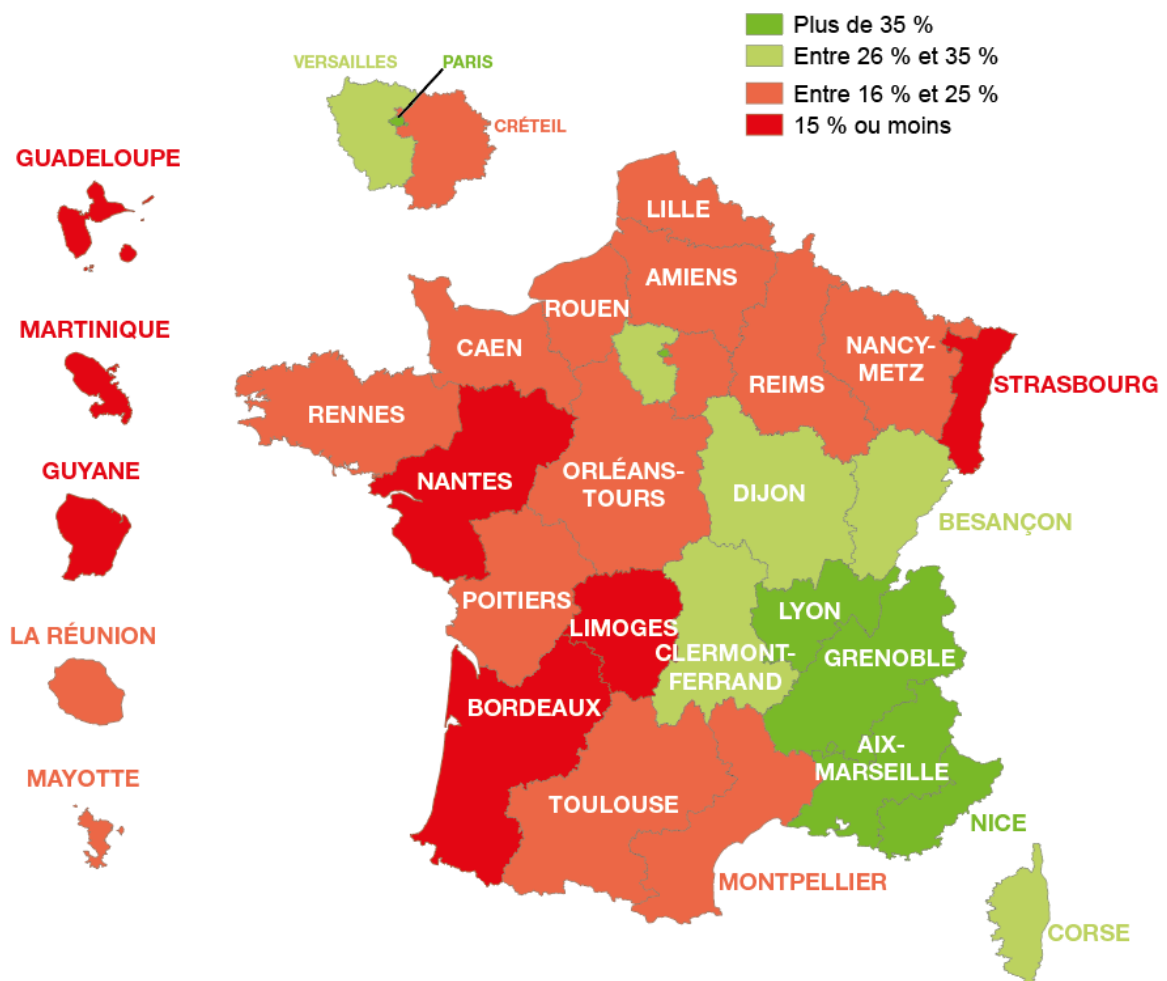 Plus de 35 %
Entre 26 % et 35 %
Entre 16 % et 25 %
15 % ou moins
VERSAILLES
PARIS
CRÉTEIL
GUADELOUPE
MARTINIQUE
GUYANE
LA RÉUNION
MAYOTTE
LILLE
AMIENS
ROUEN
CAEN
NANCY-
METZ
REIMS
STRASBOURG
RENNES
NANTES
ORLÉANS-
TOURS
DIJON
BESANÇON
POITIERS
LIMOGES
LYON
CLERMONT-
FERRAND
GRENOBLE
BORDEAUX
AIX-
MARSEILLE
TOULOUSE
NICE
MONTPELLIER
CORSE